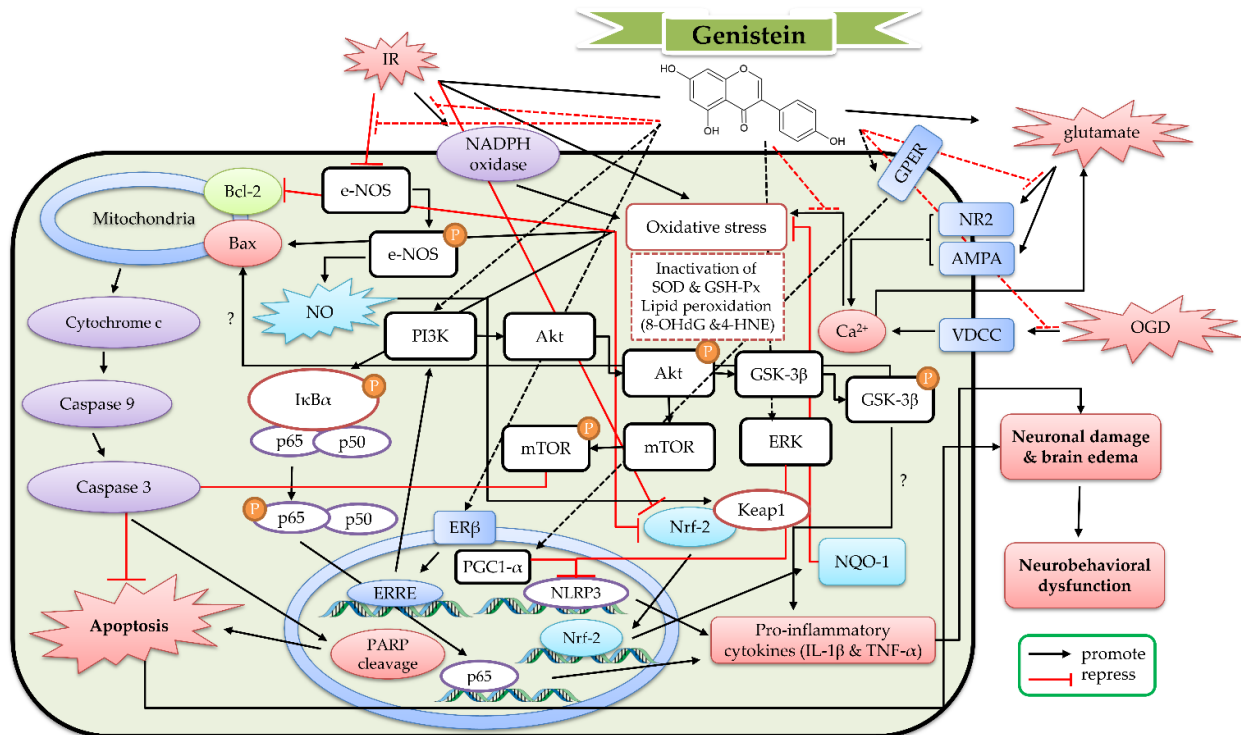 Genistein
IR
HO
O
OH
O
OH
glutamate
NADPH
oxidase
GPER
Bcl-2
e-NOS
Mitochondria
NR2
Bax
P
e-NOS
Oxidative stress
AMPA
Inactivation of
SOD & GSH-Px
Lipid peroxidation
(8-OHdG &4-HNE)
NO
Cytochrome c
?
PI3K
Akt
Ca²⁺
VDCC
OGD
P
Akt
GSK-3β
P
GSK-3β
IκBα
P
Caspase 9
p65
p50
P
mTOR
mTOR
ERK
Neuronal damage
& brain edema
Caspase 3
?
P
p65
p50
ERβ
Nrf-2
Keap1
PGC1-α
NQO-1
Neurobehavioral
dysfunction
ERRE
NLRP3
Apoptosis
Nrf-2
PARP
cleavage
Pro-inflammatory
cytokines (IL-1β & TNF-α)
p65
promote
repress